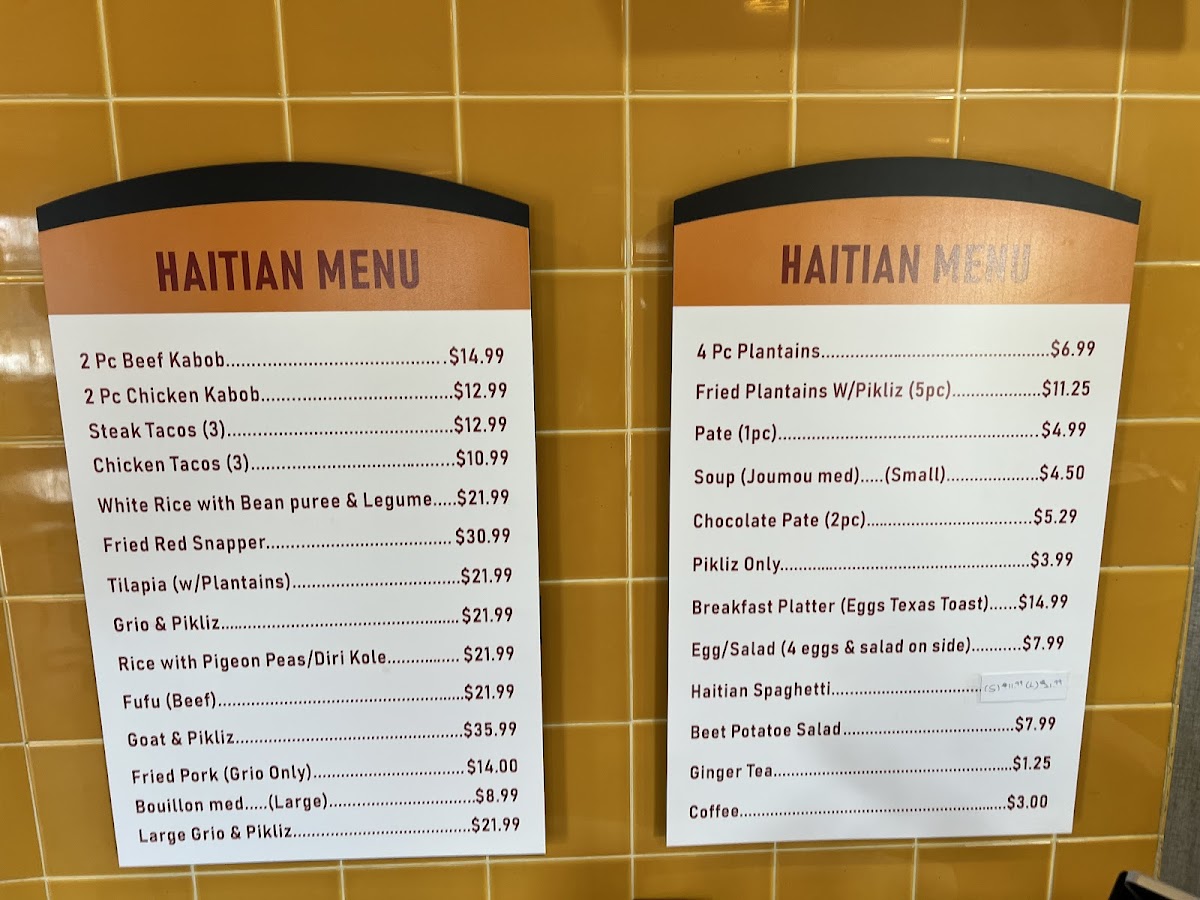 HAITIAN MENU
2 Pc Beef Kabob..........$14.99
2 Pc Chicken Kabob..........$12.99
Steak Tacos (3)..........$12.99
Chicken Tacos (3)..........$10.99
White Rice with Bean puree & Legume.....$21.99
Fried Red Snapper..........$30.99
Tilapia (w/Plantains)..........$21.99
Grio & Pikliz..........$21.99
Rice with Pigeon Peas/Diri Kole..........$21.99
Fufu (Beef)..........$21.99
Goat & Pikliz..........$35.99
Fried Pork (Grio Only)..........$14.00
Bouillon med.....(Large)..........$8.99
Large Grio & Pikliz..........$21.99
HAITIAN MENU
4 Pc Plantains..........$6.99
Fried Plantains W/Pikliz (5pc)..........$11.25
Pate (1pc)..........$4.99
Soup (Joumou med).....(Small)..........$4.50
Chocolate Pate (2pc)..........$5.29
Pikliz Only..........$3.99
Breakfast Platter (Eggs Texas Toast)......$14.99
Egg/Salad (4 eggs & salad on side)..........$7.99
Haitian Spaghetti..........(S) $11.99 (L)
Beet Potatoe Salad..........$7.99
Ginger Tea..........$1.25
Coffee..........$3.00